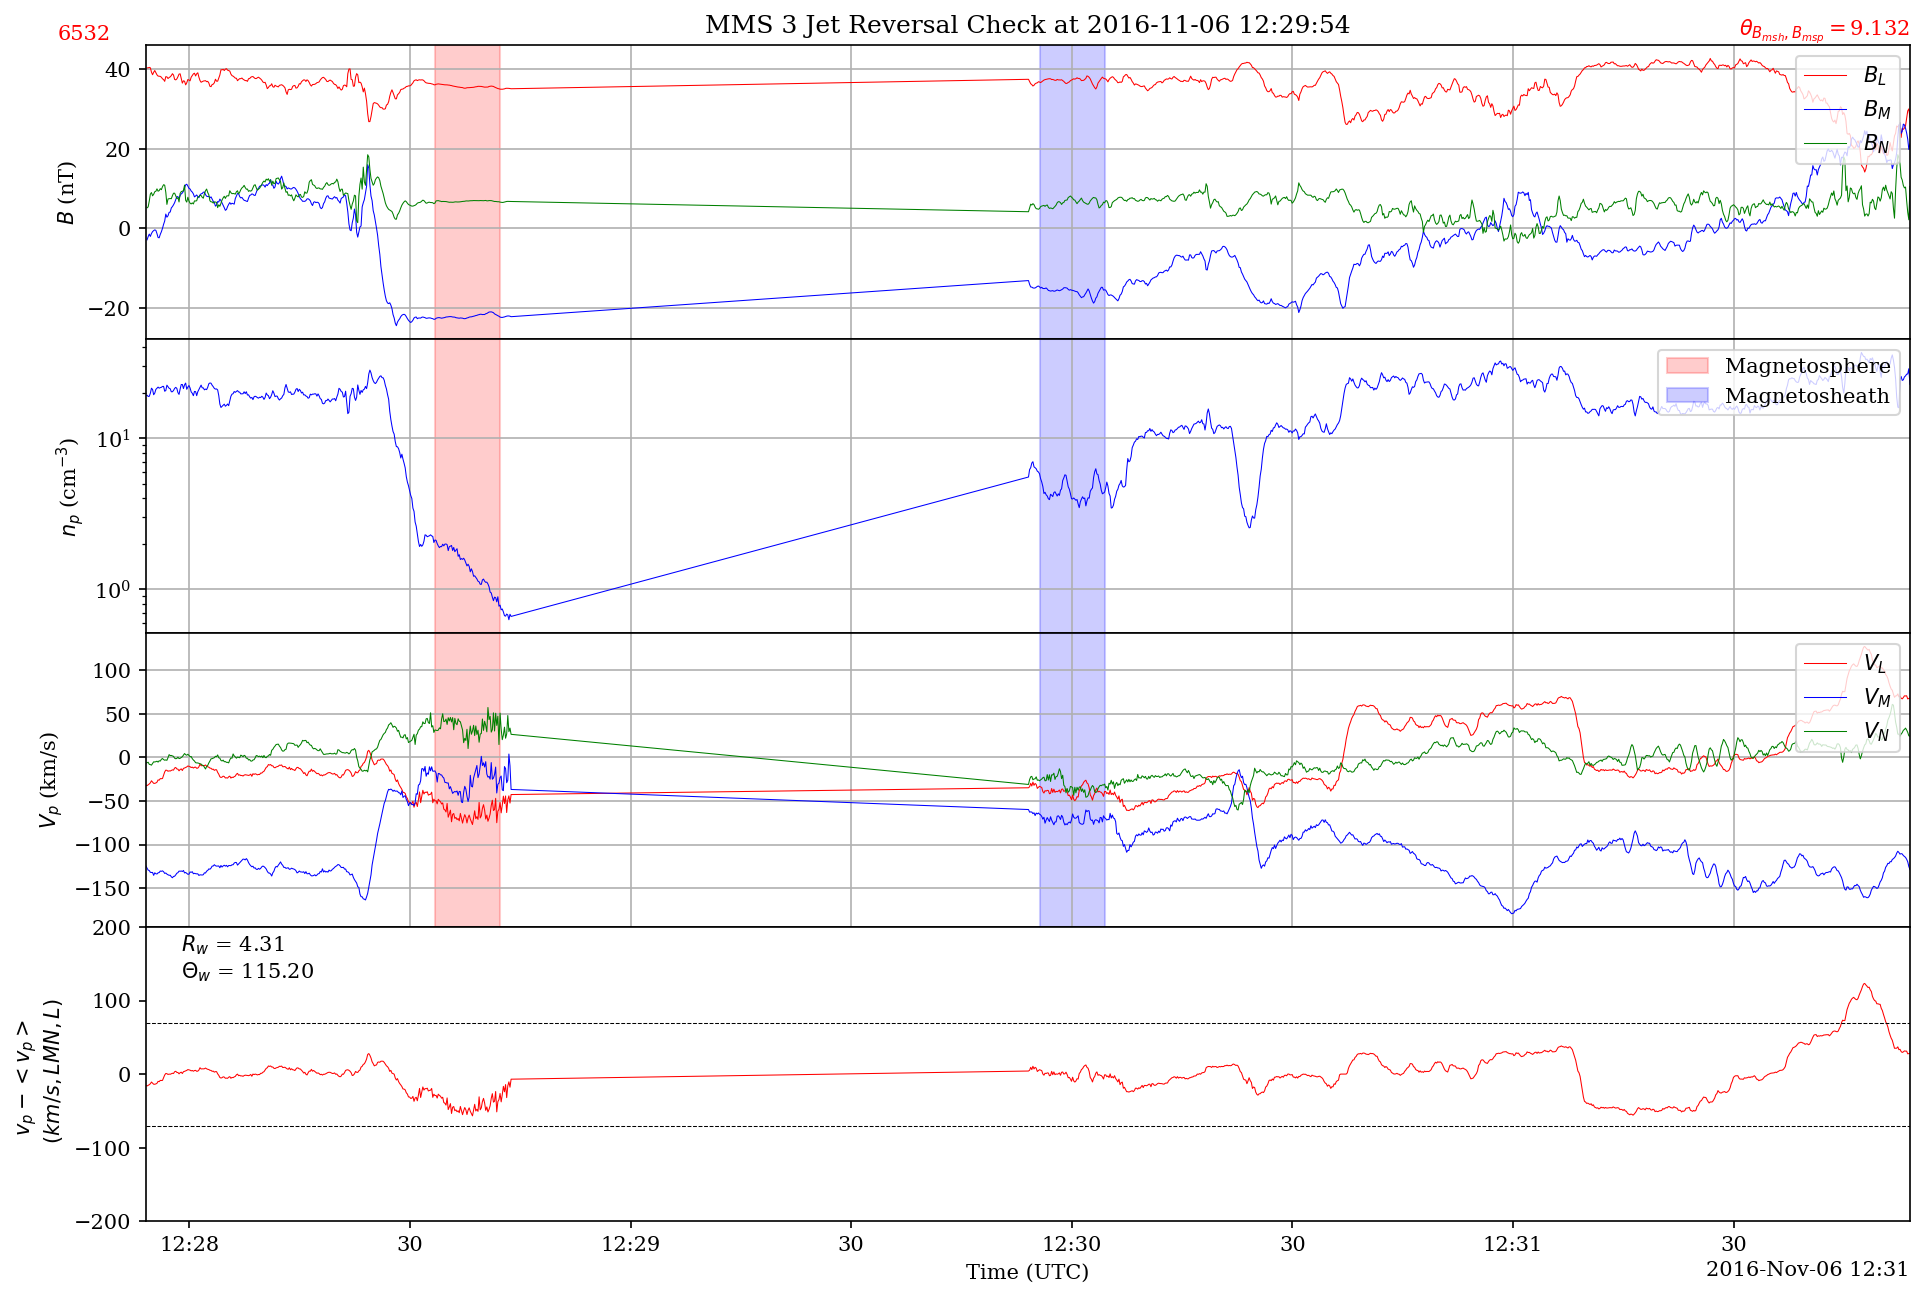 6532
MMS 3 Jet Reversal Check at 2016-11-06 12:29:54
θ_{B_{msh}, B_{msp}} = 9.132
40
20
0
−20
B (nT)
B_L
B_M
B_N
10^1
10^0
n_p (cm^{−3})
Magnetosphere
Magnetosheath
100
50
0
−50
−100
−150
V_p (km/s)
V_L
V_M
V_N
200
100
0
−100
−200
v_p − < v_p >
(km/s, LMN, L)
R_w = 4.31
Θ_w = 115.20
12:28
30
12:29
30
12:30
30
12:31
30
Time (UTC)
2016-Nov-06 12:31